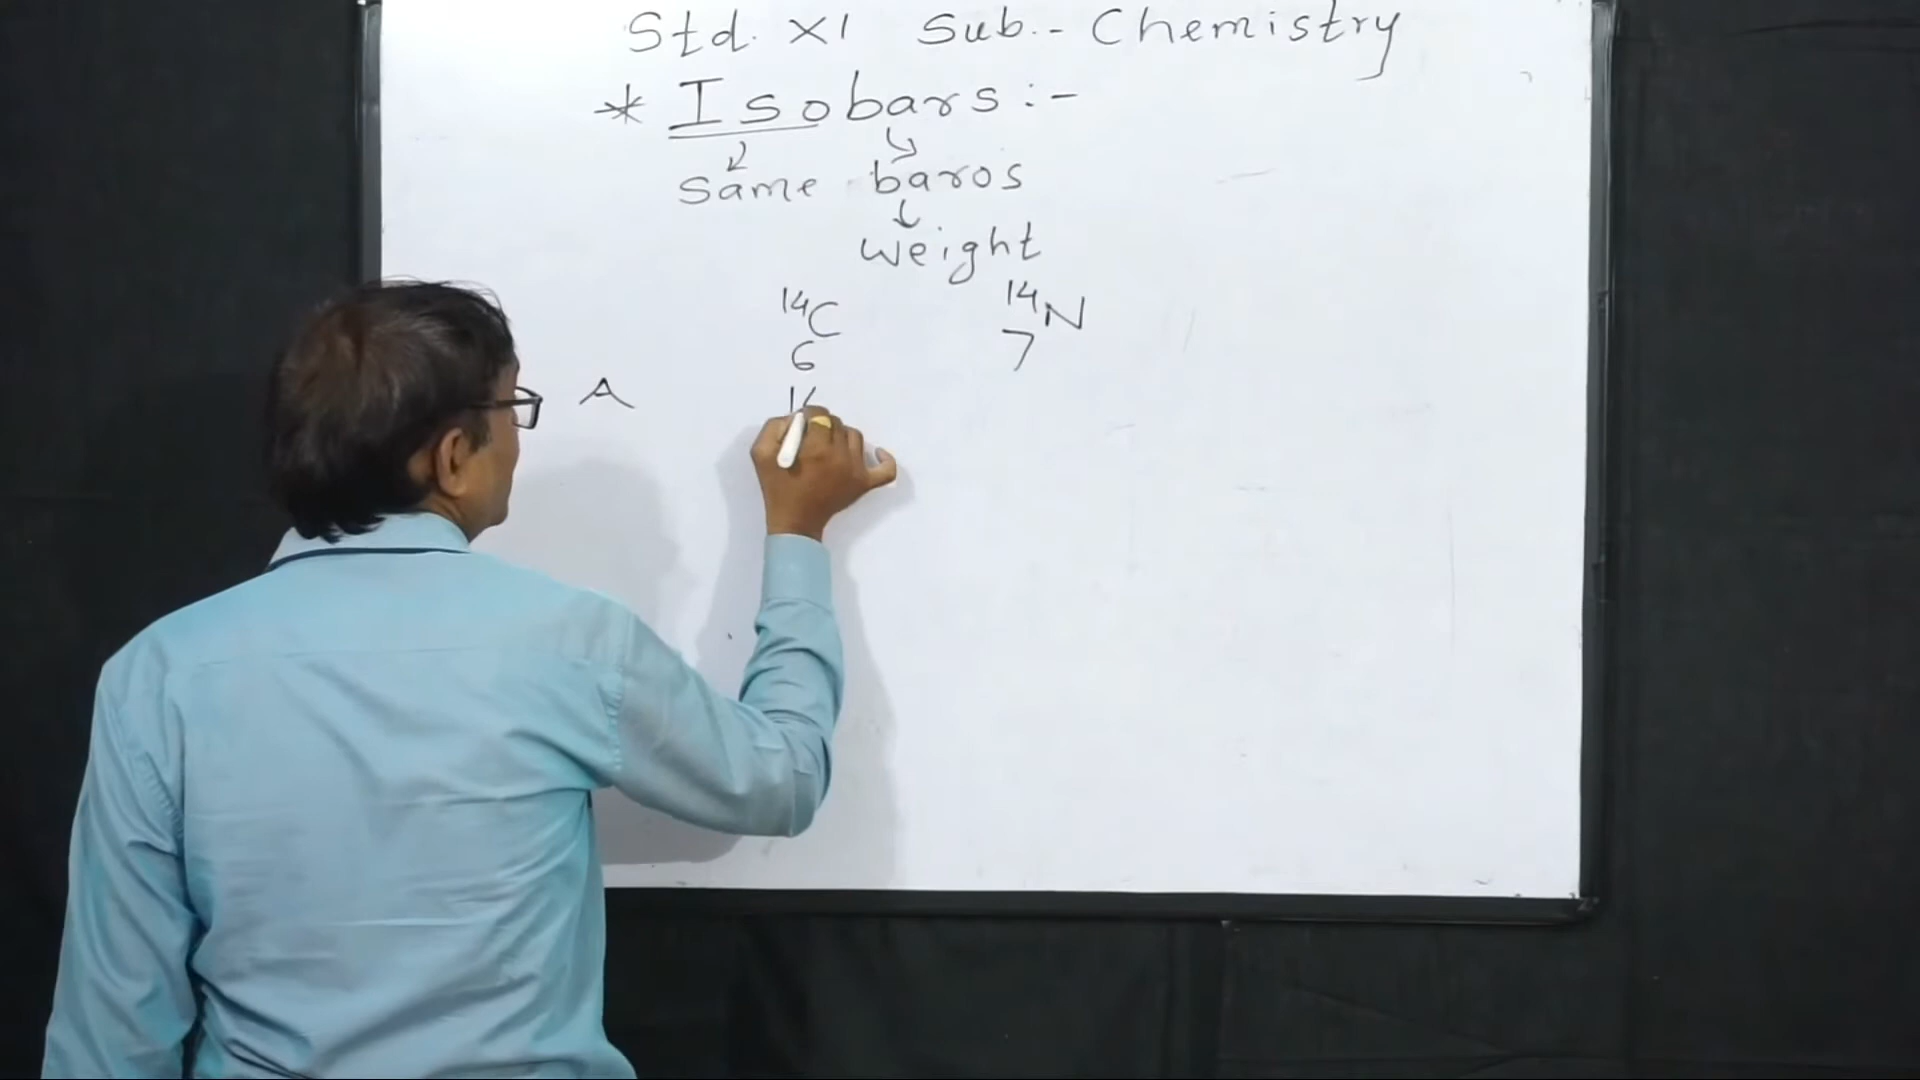 Std. XI Sub.- Chemistry
* Isobars :-
Same baros
Weight
14C 14N
6 7
A